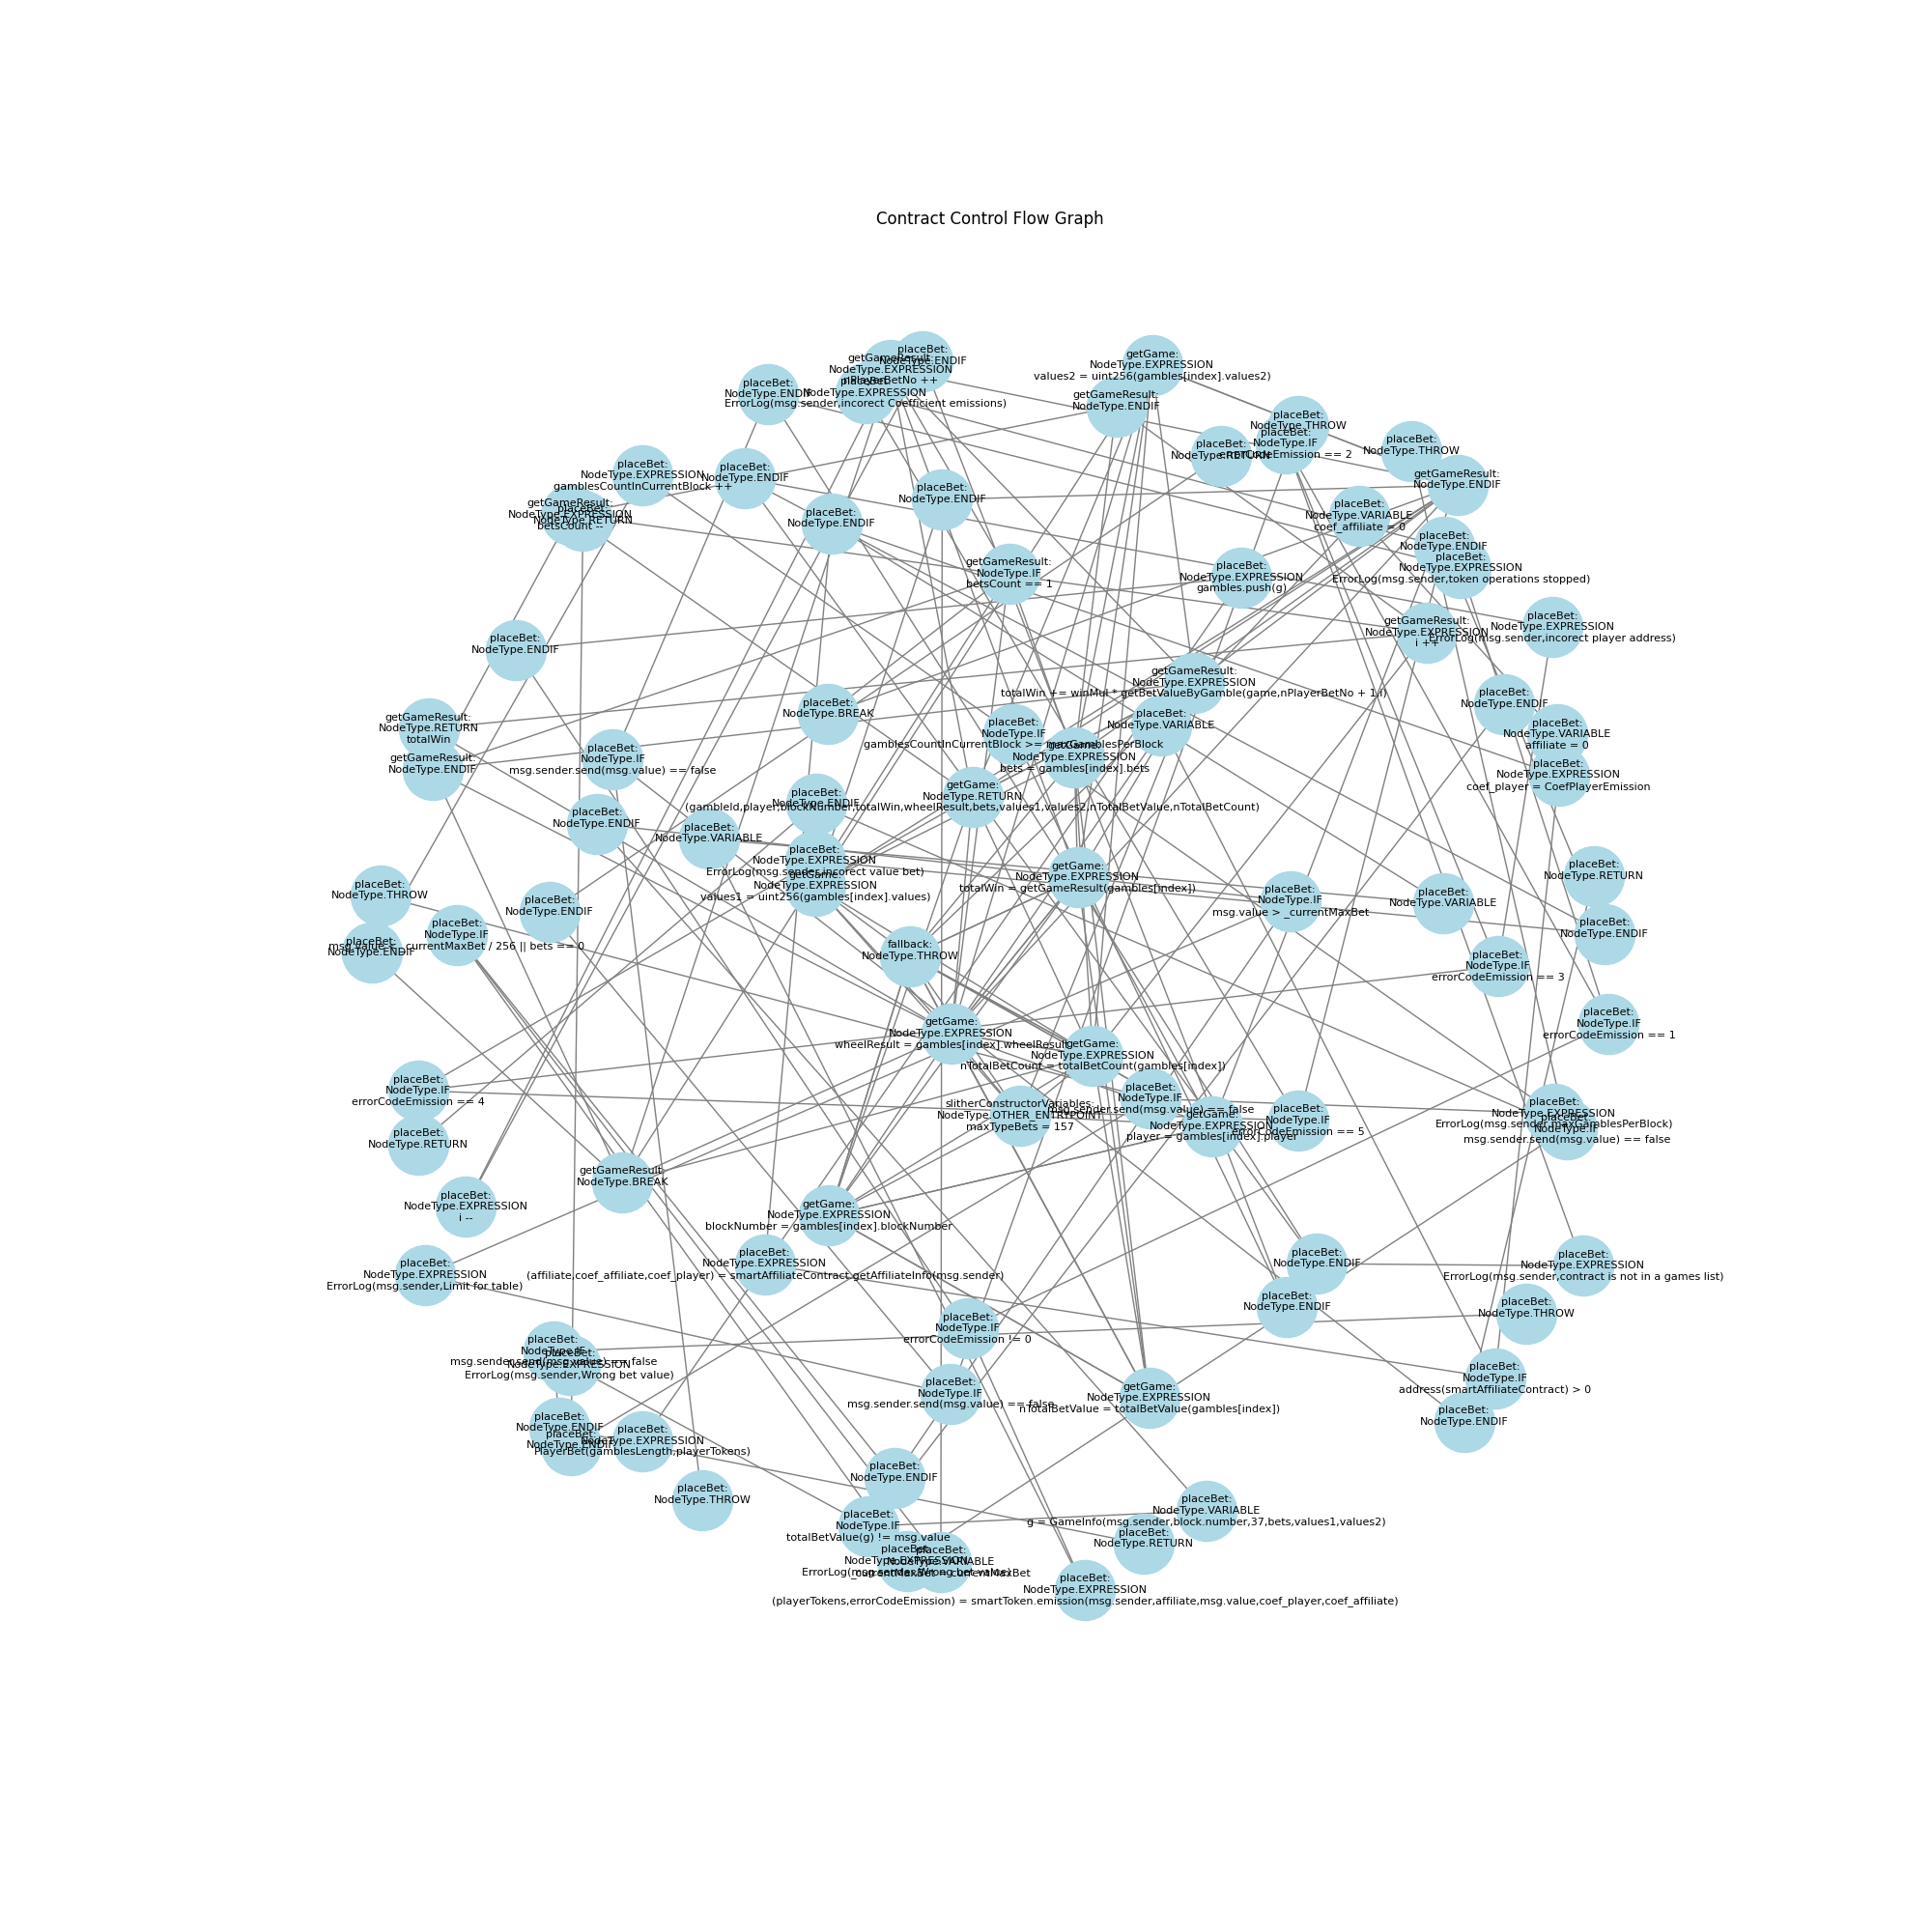 Contract Control Flow Graph
placeBet:
NodeType.ENDIF
getGameResult:
NodeType.EXPRESSION
nPlayerBetNo ++
placeBet:
NodeType.ENDIF
placeBet:
NodeType.EXPRESSION
ErrorLog(msg.sender,incorect Coefficient emissions)
getGame:
NodeType.EXPRESSION
values2 = uint256(gambles[index].values2)
getGameResult:
NodeType.ENDIF
placeBet:
NodeType.THROW
placeBet:
NodeType.IF
errorCodeEmission == 2
placeBet:
NodeType.RETURN
placeBet:
NodeType.THROW
getGameResult:
NodeType.ENDIF
placeBet:
NodeType.EXPRESSION
gamblesCountInCurrentBlock ++
placeBet:
NodeType.ENDIF
placeBet:
NodeType.ENDIF
getGameResult:
NodeType.EXPRESSION
betsCount --
placeBet:
NodeType.RETURN
placeBet:
NodeType.ENDIF
placeBet:
NodeType.VARIABLE
coef_affiliate = 0
placeBet:
NodeType.ENDIF
placeBet:
NodeType.EXPRESSION
ErrorLog(msg.sender,token operations stopped)
getGameResult:
NodeType.IF
betsCount == 1
placeBet:
NodeType.EXPRESSION
gambles.push(g)
getGameResult:
NodeType.EXPRESSION
i ++
placeBet:
NodeType.EXPRESSION
ErrorLog(msg.sender,incorect player address)
placeBet:
NodeType.ENDIF
getGameResult:
NodeType.EXPRESSION
totalWin += winMul * getBetValueByGamble(game,nPlayerBetNo + 1,i)
placeBet:
NodeType.ENDIF
placeBet:
NodeType.BREAK
placeBet:
NodeType.VARIABLE
getGameResult:
NodeType.RETURN
totalWin
placeBet:
NodeType.IF
gamblesCountInCurrentBlock >= maxGamblesPerBlock
placeBet:
NodeType.VARIABLE
affiliate = 0
getGame:
NodeType.EXPRESSION
bets = gambles[index].bets
getGameResult:
NodeType.ENDIF
placeBet:
NodeType.IF
msg.sender.send(msg.value) == false
placeBet:
NodeType.EXPRESSION
coef_player = CoefPlayerEmission
getGame:
NodeType.RETURN
(gambleId,player,blockNumber,totalWin,wheelResult,bets,values1,values2,nTotalBetValue,nTotalBetCount)
placeBet:
NodeType.ENDIF
placeBet:
NodeType.ENDIF
placeBet:
NodeType.VARIABLE
placeBet:
NodeType.EXPRESSION
ErrorLog(msg.sender,incorect value bet)
getGame:
NodeType.EXPRESSION
values1 = uint256(gambles[index].values)
getGame:
NodeType.EXPRESSION
totalWin = getGameResult(gambles[index])
placeBet:
NodeType.RETURN
placeBet:
NodeType.THROW
placeBet:
NodeType.ENDIF
placeBet:
NodeType.IF
msg.value > _currentMaxBet
placeBet:
NodeType.VARIABLE
placeBet:
NodeType.ENDIF
placeBet:
NodeType.IF
currentMaxBet / 256 || bets == 0
placeBet:
NodeType.ENDIF
fallback:
NodeType.THROW
placeBet:
NodeType.IF
errorCodeEmission == 3
placeBet:
NodeType.IF
errorCodeEmission == 1
getGame:
NodeType.EXPRESSION
wheelResult = gambles[index].wheelResult
getGame:
NodeType.EXPRESSION
nTotalBetCount = totalBetCount(gambles[index])
placeBet:
NodeType.IF
errorCodeEmission == 4
placeBet:
NodeType.IF
msg.sender.send(msg.value) == false
slitherConstructorVariables:
NodeType.OTHER_ENTRYPOINT
maxTypeBets = 157
getGame:
NodeType.EXPRESSION
player = gambles[index].player
placeBet:
NodeType.IF
errorCodeEmission == 5
placeBet:
NodeType.EXPRESSION
ErrorLog(msg.sender,maxGamblesPerBlock)
placeBet:
NodeType.IF
msg.sender.send(msg.value) == false
placeBet:
NodeType.RETURN
getGameResult:
NodeType.BREAK
placeBet:
NodeType.EXPRESSION
i --
getGame:
NodeType.EXPRESSION
blockNumber = gambles[index].blockNumber
placeBet:
NodeType.EXPRESSION
(affiliate,coef_affiliate,coef_player) = smartAffiliateContract.getAffiliateInfo(msg.sender)
placeBet:
NodeType.ENDIF
placeBet:
NodeType.EXPRESSION
ErrorLog(msg.sender,contract is not in a games list)
placeBet:
NodeType.EXPRESSION
ErrorLog(msg.sender,Limit for table)
placeBet:
NodeType.ENDIF
placeBet:
NodeType.THROW
placeBet:
NodeType.IF
errorCodeEmission != 0
placeBet:
NodeType.IF
msg.sender.send(msg.value) == false
placeBet:
NodeType.EXPRESSION
ErrorLog(msg.sender,Wrong bet value)
placeBet:
NodeType.IF
address(smartAffiliateContract) > 0
placeBet:
NodeType.IF
msg.sender.send(msg.value) == false
getGame:
NodeType.EXPRESSION
nTotalBetValue = totalBetValue(gambles[index])
placeBet:
NodeType.ENDIF
placeBet:
NodeType.ENDIF
placeBet:
NodeType.ENDIF
placeBet:
NodeType.EXPRESSION
PlayerBet(gamblesLength,playerTokens)
placeBet:
NodeType.ENDIF
placeBet:
NodeType.THROW
placeBet:
NodeType.IF
totalBetValue(g) != msg.value
placeBet:
NodeType.VARIABLE
g = GameInfo(msg.sender,block.number,37,bets,values1,values2)
placeBet:
NodeType.RETURN
placeBet:
NodeType.EXPRESSION
ErrorLog(msg.sender,Wrong bet value)
placeBet:
NodeType.VARIABLE
_currentMaxBet = currentMaxBet
placeBet:
NodeType.EXPRESSION
(playerTokens,errorCodeEmission) = smartToken.emission(msg.sender,affiliate,msg.value,coef_player,coef_affiliate)